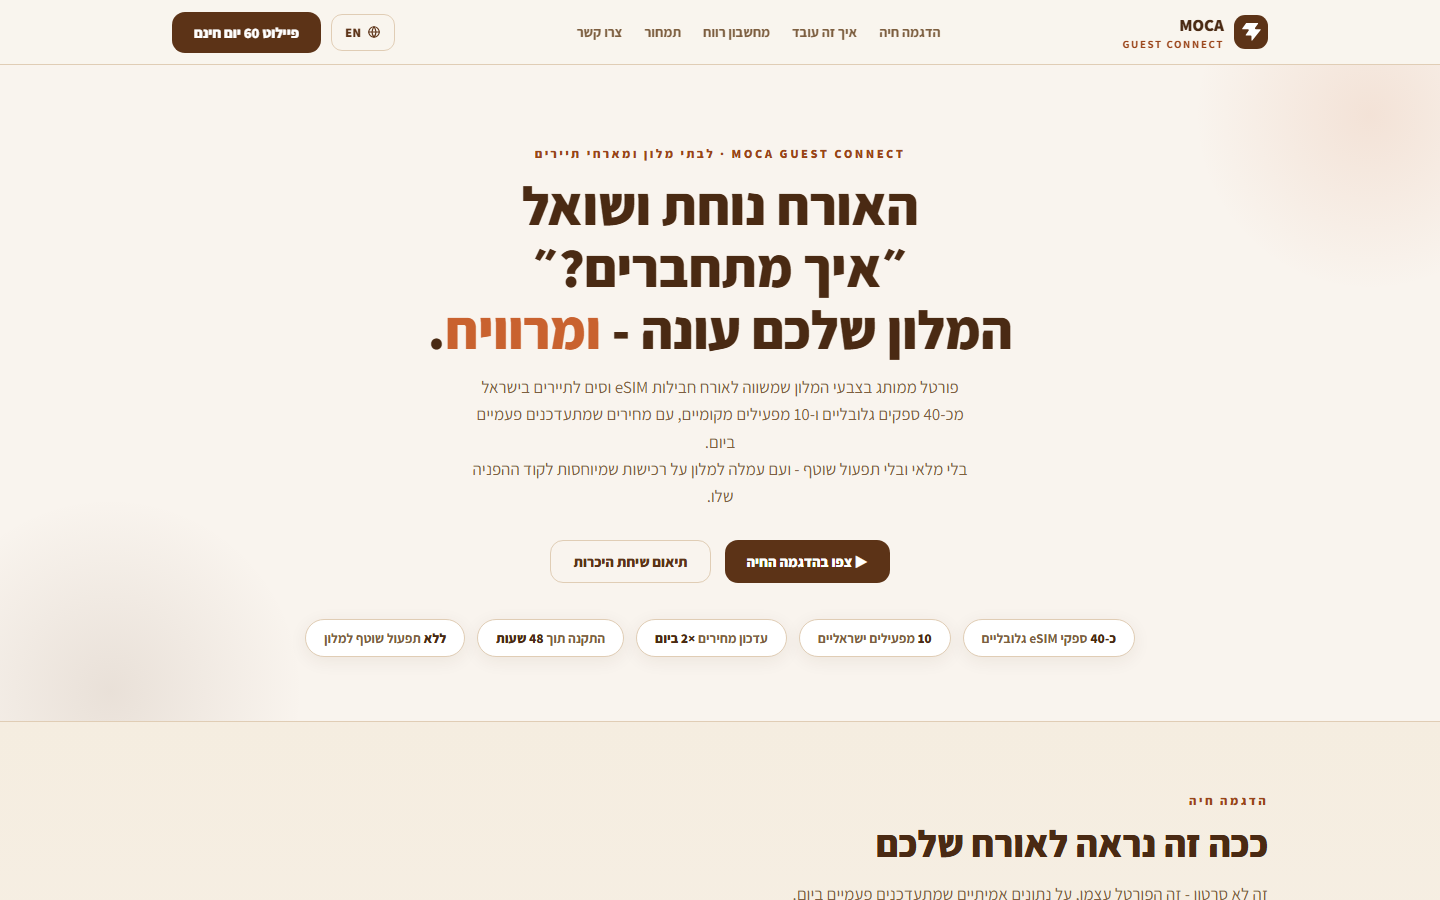 MOCA
GUEST CONNECT
הדגמה חיה
איך זה עובד
מחשבון רווח
תמחור
צרו קשר
EN
פיילוט 60 יום חינם
MOCA GUEST CONNECT · לבתי מלון ומארחי תיירים
האורח נוחת ושואל
״איך מתחברים?״
המלון שלכם עונה - ומרוויח.
פורטל ממותג בצבעי המלון שמשווה לאורח חבילות eSIM וסים לתיירים בישראל
מכ-40 ספקים גלובליים ו-10 מפעילים מקומיים, עם מחירים שמתעדכנים פעמיים
ביום.
בלי מלאי ובלי תפעול שוטף - ועם עמלה למלון על רכישות שמיוחסות לקוד ההפניה
שלו.
▶ צפו בהדגמה החיה
תיאום שיחת היכרות
כ-40 ספקי eSIM גלובליים
10 מפעילים ישראליים
עדכון מחירים ×2 ביום
התקנה תוך 48 שעות
ללא תפעול שוטף למלון
הדגמה חיה
ככה זה נראה לאורח שלכם
זה לא סרטון - זה הפורטל עצמו, על נתונים אמיתיים שמתעדכנים פעמיים ביום.